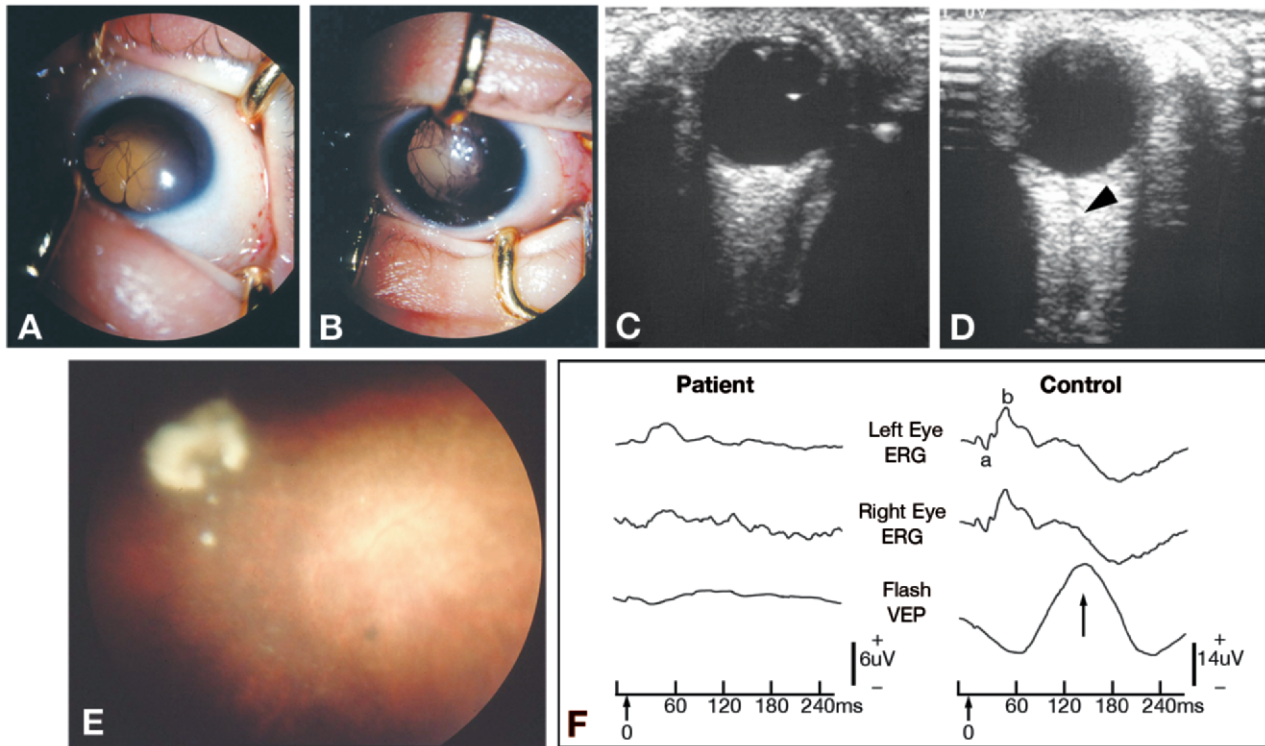 A
B
C
D
E
Patient
Control
Left Eye
ERG
b
a
Right Eye
ERG
Flash
VEP
+
6uV
–
+
14uV
–
60 120 180 240ms
60 120 180 240ms
0
0
F